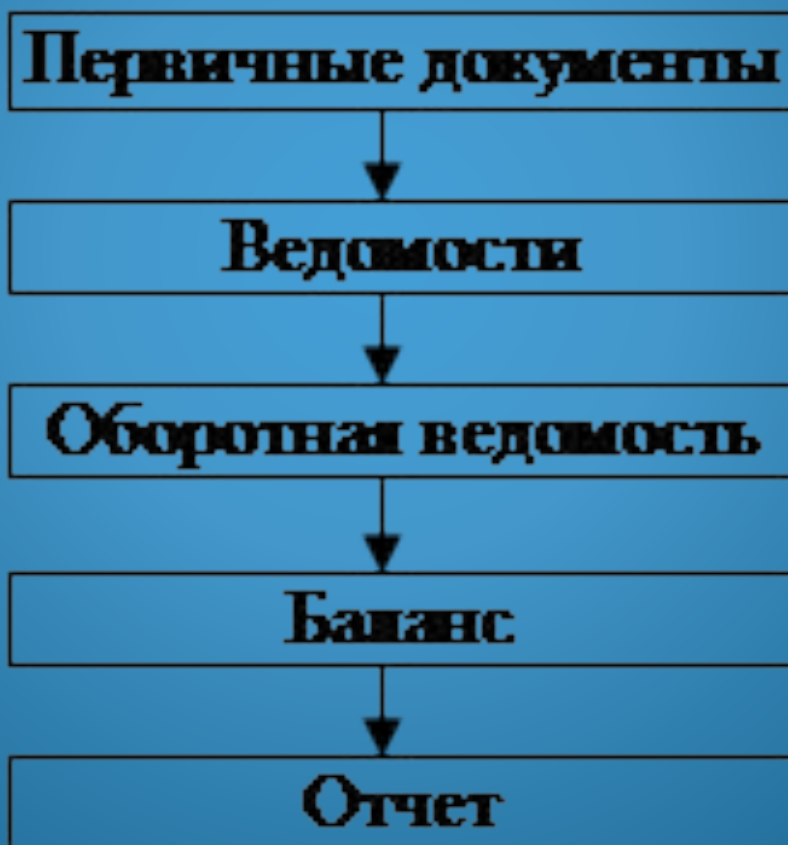 Первичные документы
Ведомости
Оборотная ведомость
Баланс
Отчет